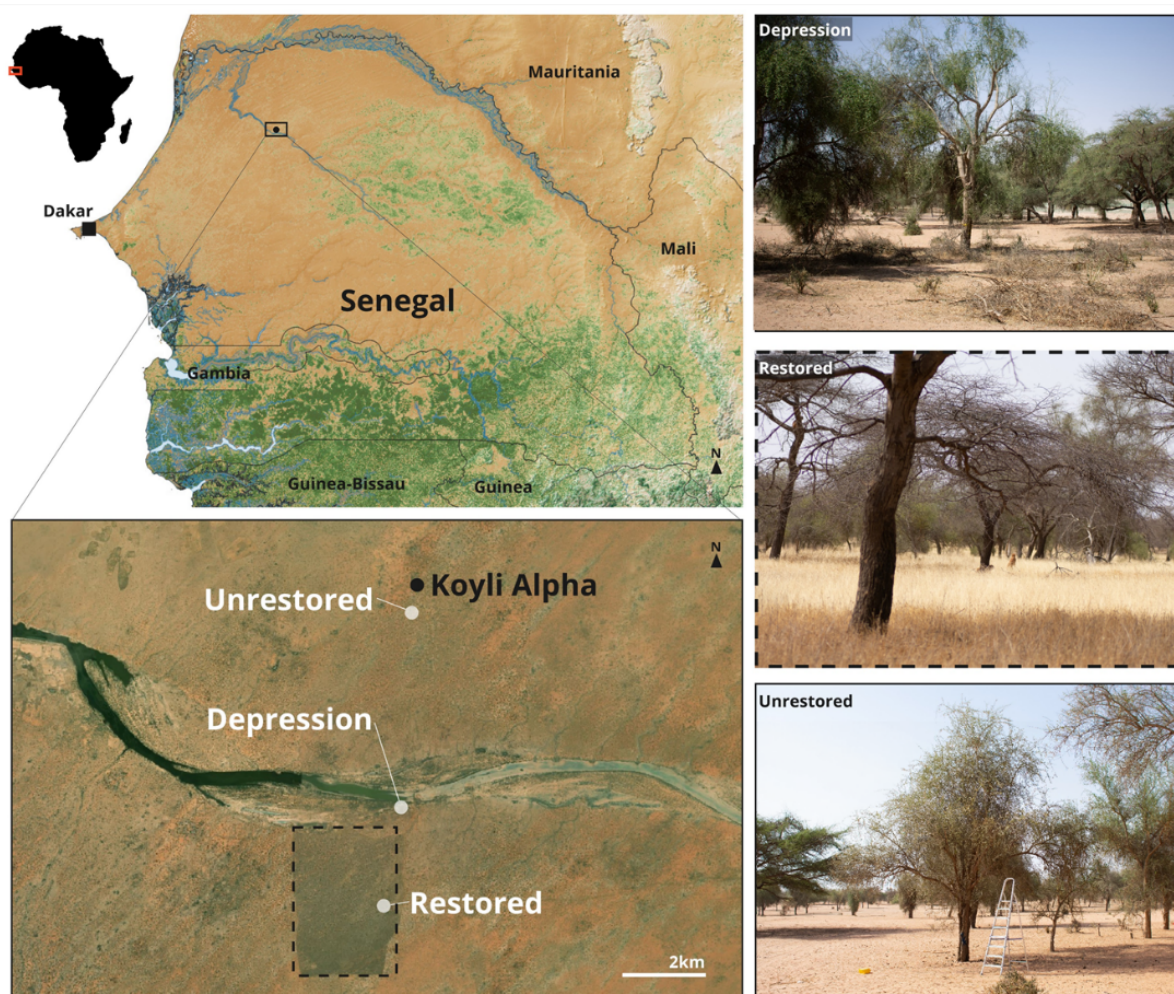 Mauritania
Dakar
Mali
Senegal
Gambia
N
Guinea-Bissau
Guinea
N
Koyli Alpha
Unrestored
Depression
Restored
2km
Depression
Restored
Unrestored